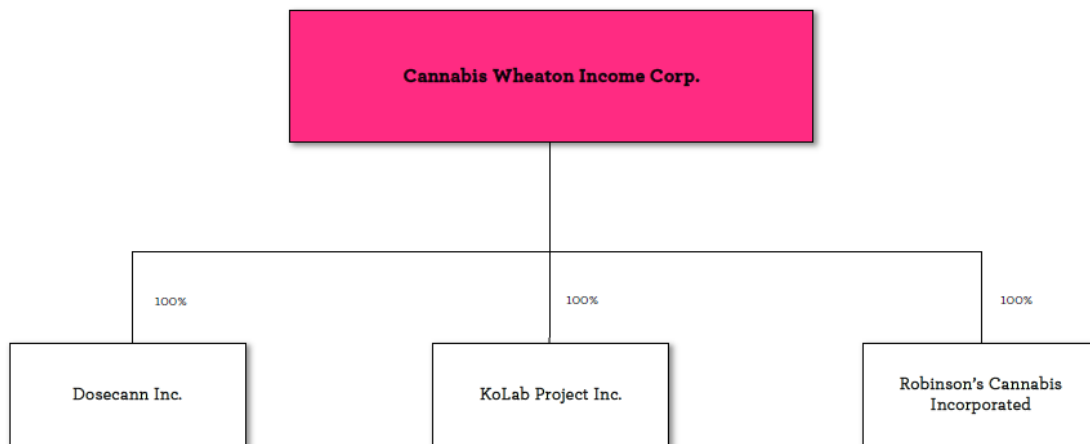 Cannabis Wheaton Income Corp.
100%
100%
100%
Dosecann Inc.
KoLab Project Inc.
Robinson's Cannabis
Incorporated